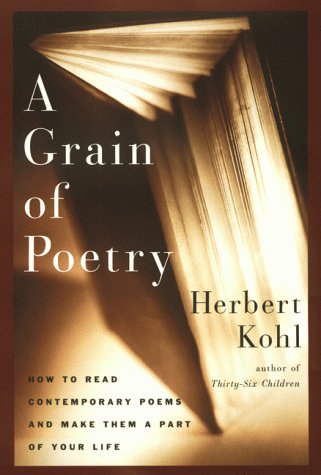 A
Grain
of
Poetry
Herbert
Kohl
author of
Thirty-Six Children
HOW TO READ
CONTEMPORARY POEMS
AND MAKE THEM A PART
OF YOUR LIFE